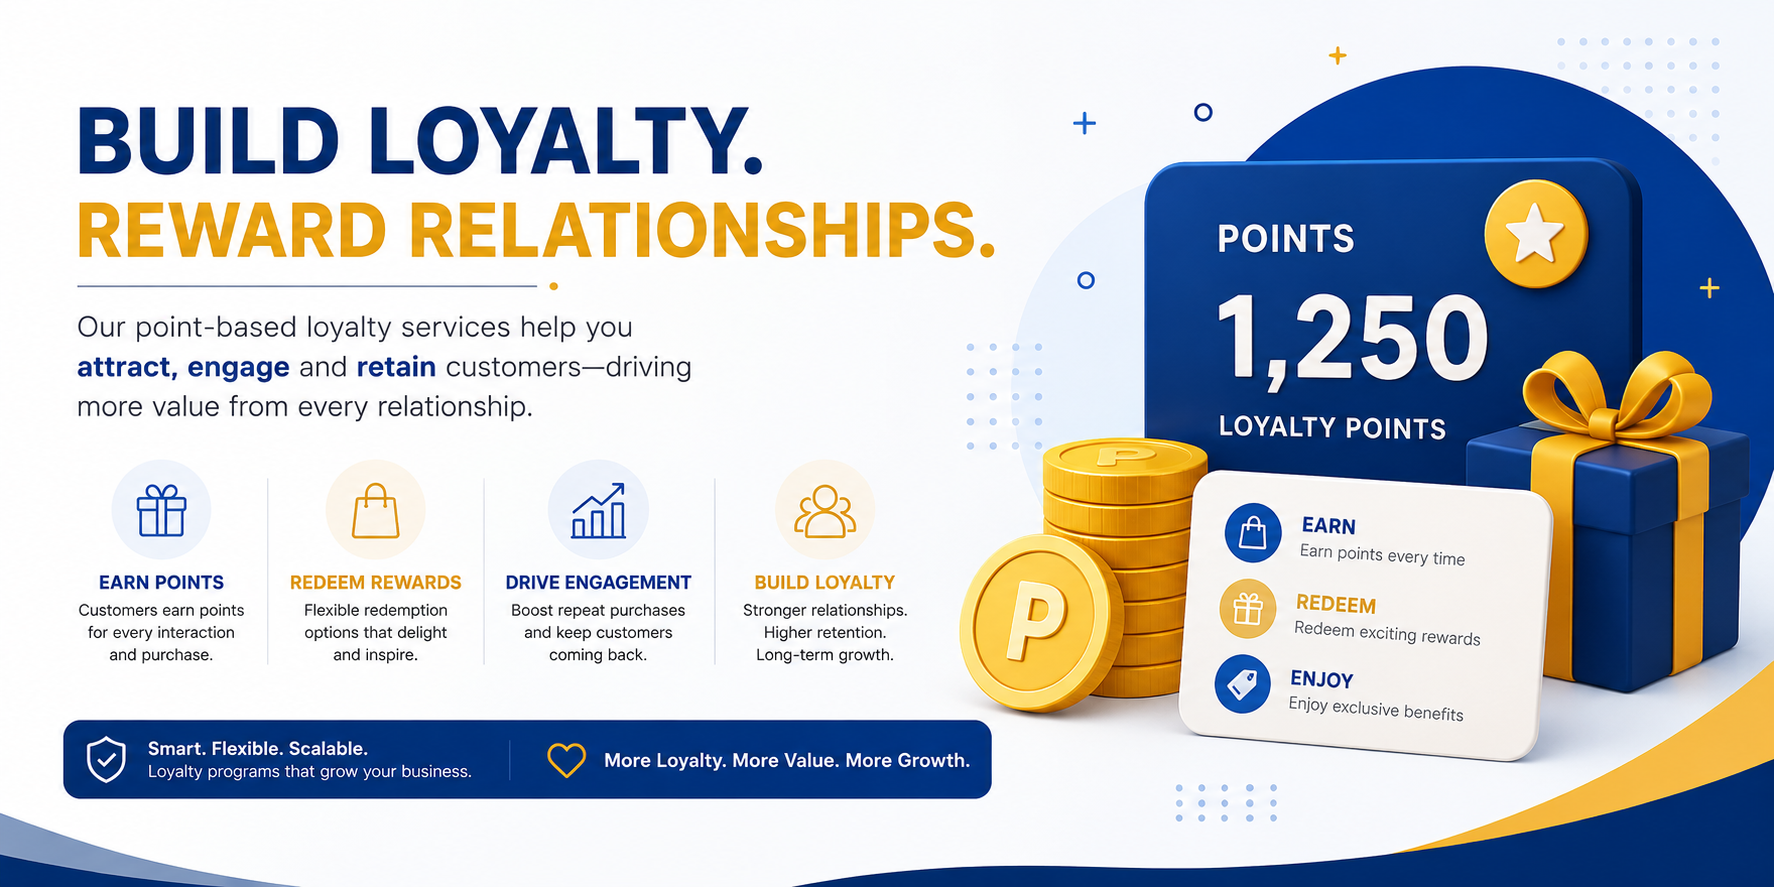 BUILD LOYALTY.
REWARD RELATIONSHIPS.
Our point-based loyalty services help you
attract, engage and retain customers—driving
more value from every relationship.
EARN POINTS
Customers earn points
for every interaction
and purchase.
REDEEM REWARDS
Flexible redemption
options that delight
and inspire.
DRIVE ENGAGEMENT
Boost repeat purchases
and keep customers
coming back.
BUILD LOYALTY
Stronger relationships.
Higher retention.
Long-term growth.
Smart. Flexible. Scalable.
Loyalty programs that grow your business.
More Loyalty. More Value. More Growth.
POINTS
1,250
LOYALTY POINTS
P
P
EARN
Earn points every time
REDEEM
Redeem exciting rewards
ENJOY
Enjoy exclusive benefits